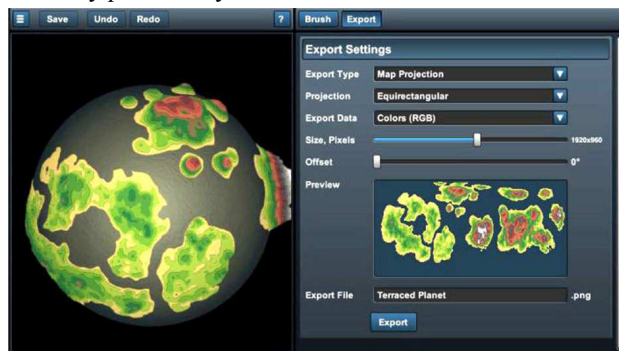 Save Undo Redo ? Brush Export
Export Settings
Export Type Map Projection
Projection Equirectangular
Export Data Colors (RGB)
Size, Pixels 1920x960
Offset 0°
Preview
Export File Terraced Planet .png
Export